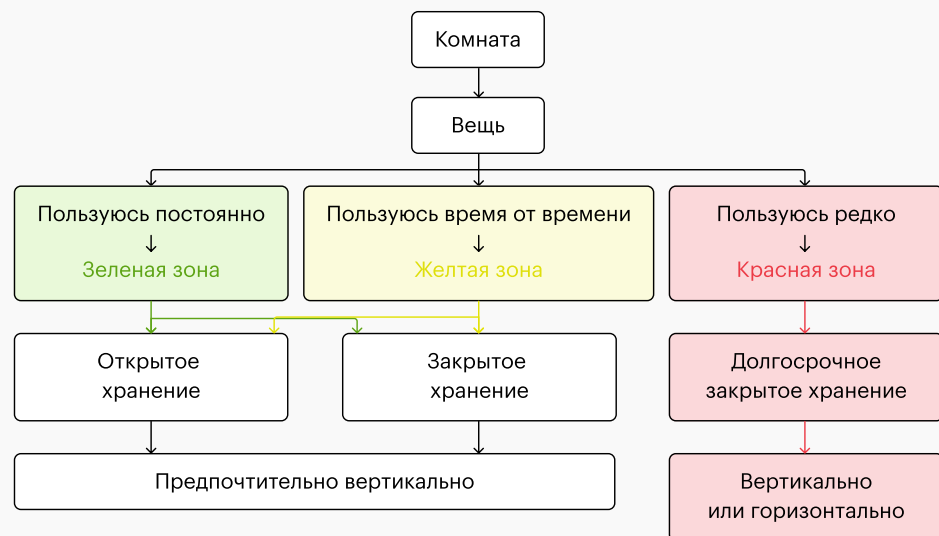 Комната
Вещь
Пользуюсь постоянно
Зеленая зона
Пользуюсь время от времени
Желтая зона
Пользуюсь редко
Красная зона
Открытое
хранение
Закрытое
хранение
Долгосрочное
закрытое хранение
Предпочтительно вертикально
Вертикально
или горизонтально